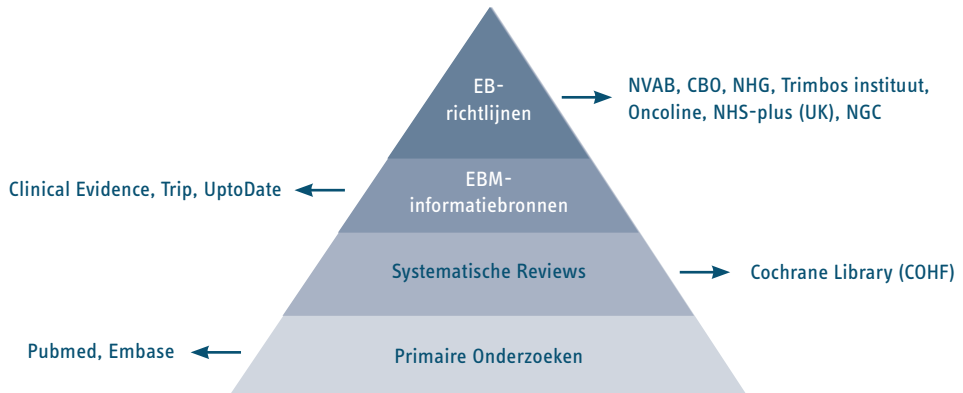 EB-
richtlijnen
NVAB, CBO, NHG, Trimbos instituut,
Oncoline, NHS-plus (UK), NGC
Clinical Evidence, Trip, UptoDate
EBM-
informatiebronnen
Systematische Reviews
Cochrane Library (COHF)
Pubmed, Embase
Primaire Onderzoeken